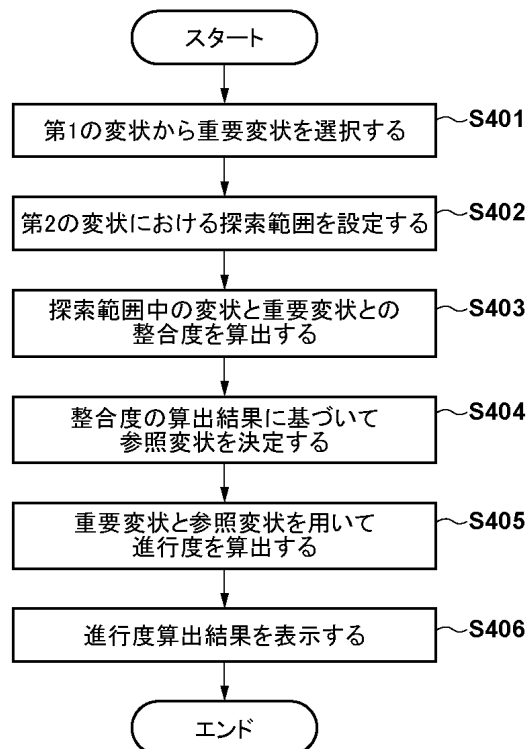 スタート
第1の変状から重要変状を選択する
S401
第2の変状における探索範囲を設定する
S402
探索範囲中の変状と重要変状との
整合度を算出する
S403
整合度の算出結果に基づいて
参照変状を決定する
S404
重要変状と参照変状を用いて
進行度を算出する
S405
進行度算出結果を表示する
S406
エンド